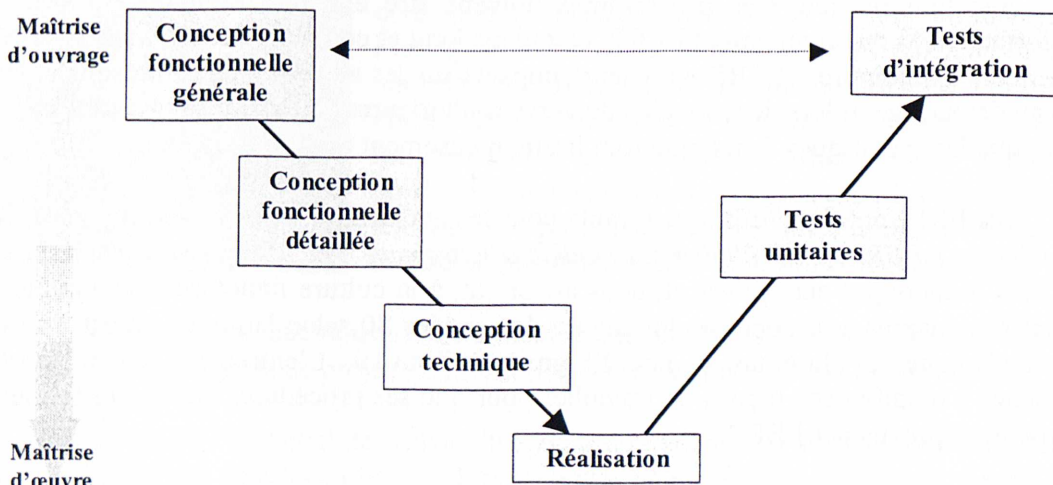 Maîtrise
d'ouvrage
Conception
fonctionnelle
générale
Tests
d'intégration
Conception
fonctionnelle
détaillée
Tests
unitaires
Conception
technique
Réalisation
Maîtrise
d'œuvre